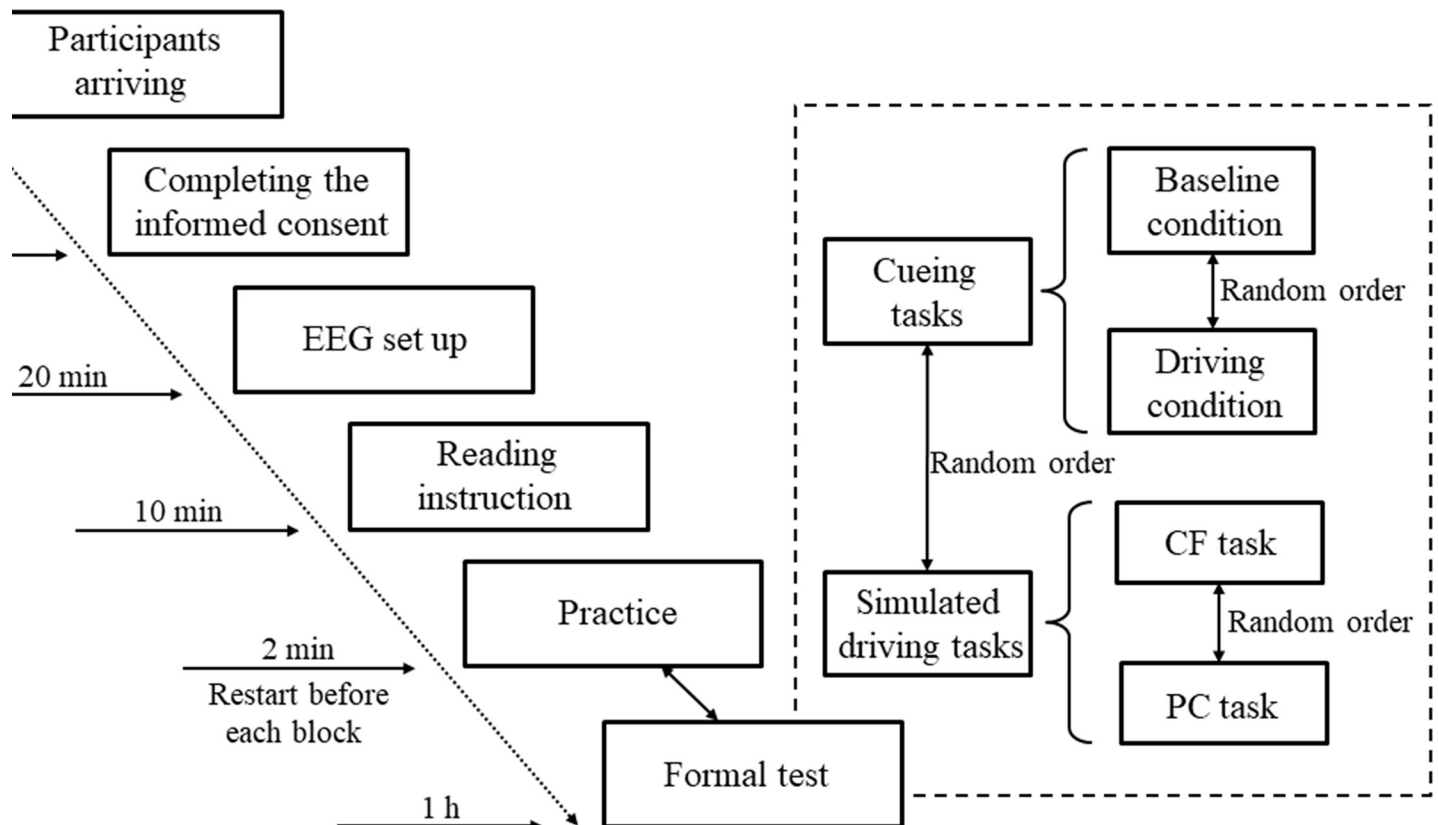 Participants
arriving
Completing the
informed consent
EEG set up
20 min
Reading
instruction
10 min
Practice
2 min
Restart before
each block
Formal test
1 h
Cueing
tasks
Baseline
condition
Random order
Driving
condition
Random order
Simulated
driving tasks
CF task
Random order
PC task